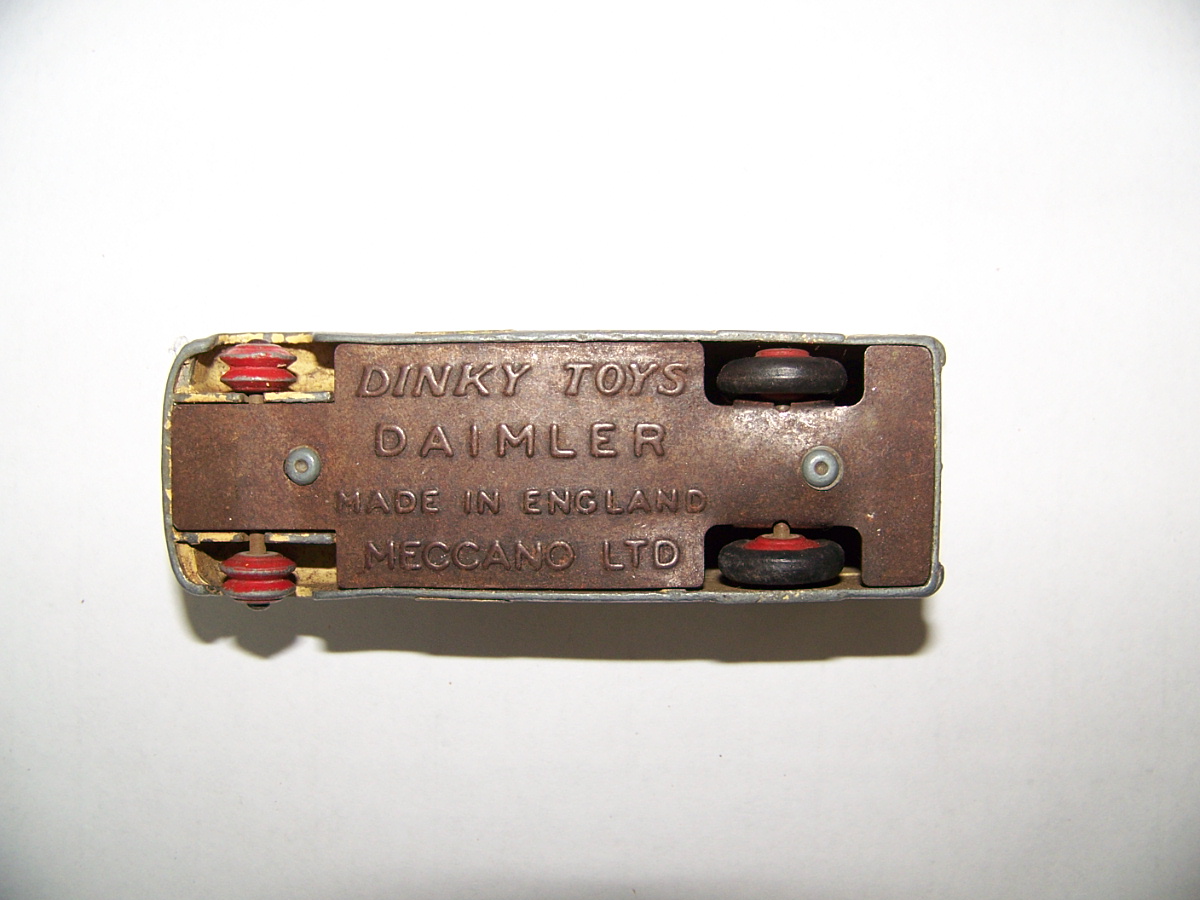 DINKY TOYS
DAIMLER
MADE IN ENGLAND
MECCANO LTD